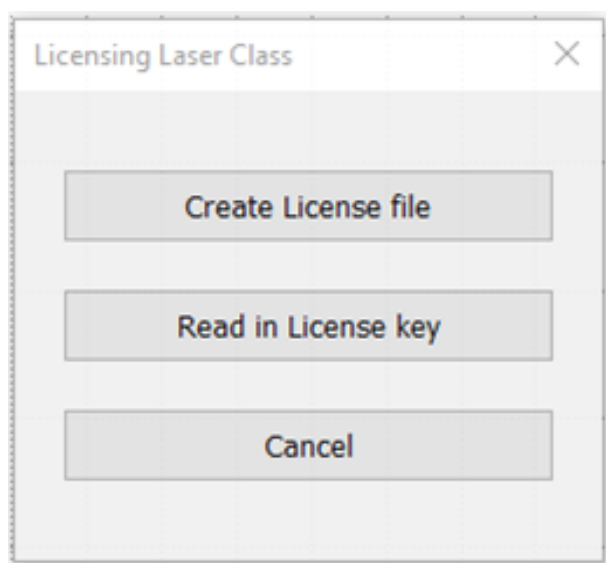 Licensing Laser Class
Create License file
Read in License key
Cancel